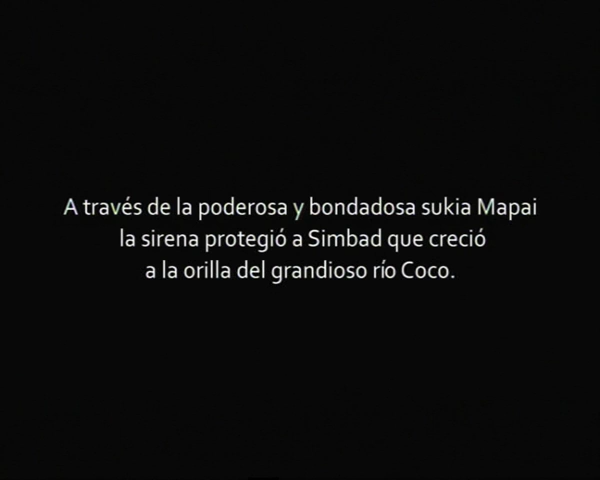 A través de la poderosa y bondadosa sukia Mapai
la sirena protegió a Simbad que creció
a la orilla del grandioso río Coco.